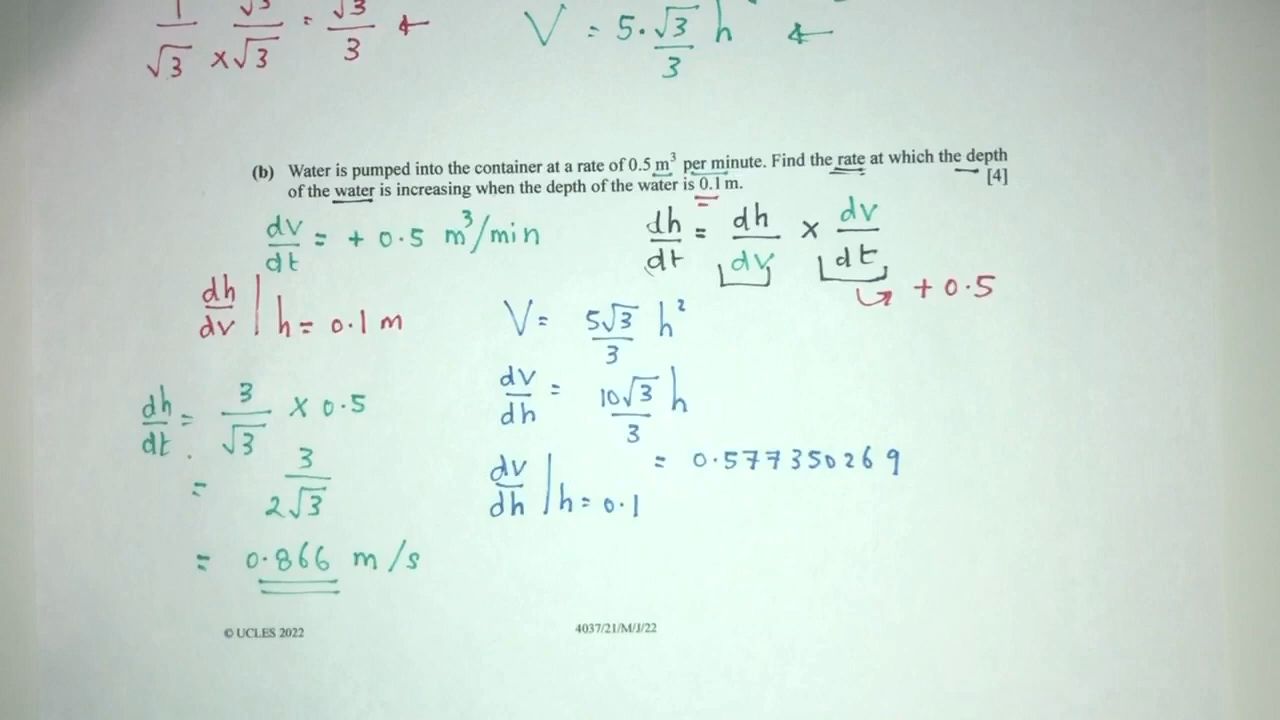 1/√3 × √3/√3 = √3/3 ←
V = 5·√3/3 h ←
(b) Water is pumped into the container at a rate of 0.5 m³ per minute. Find the rate at which the depth
of the water is increasing when the depth of the water is 0.1 m. [4]
dv/dt = + 0.5 m³/min
dh/dt = dh/dv × dv/dt
↪ + 0.5
dh/dv | h = 0.1 m
V = 5√3/3 h²
dv/dh = 10√3/3 h
dh/dt = 3/√3 × 0.5
dv/dh | h = 0.1 = 0.577350269
= 3/2√3
= 0.866 m/s
© UCLES 2022
4037/21/M/J/22